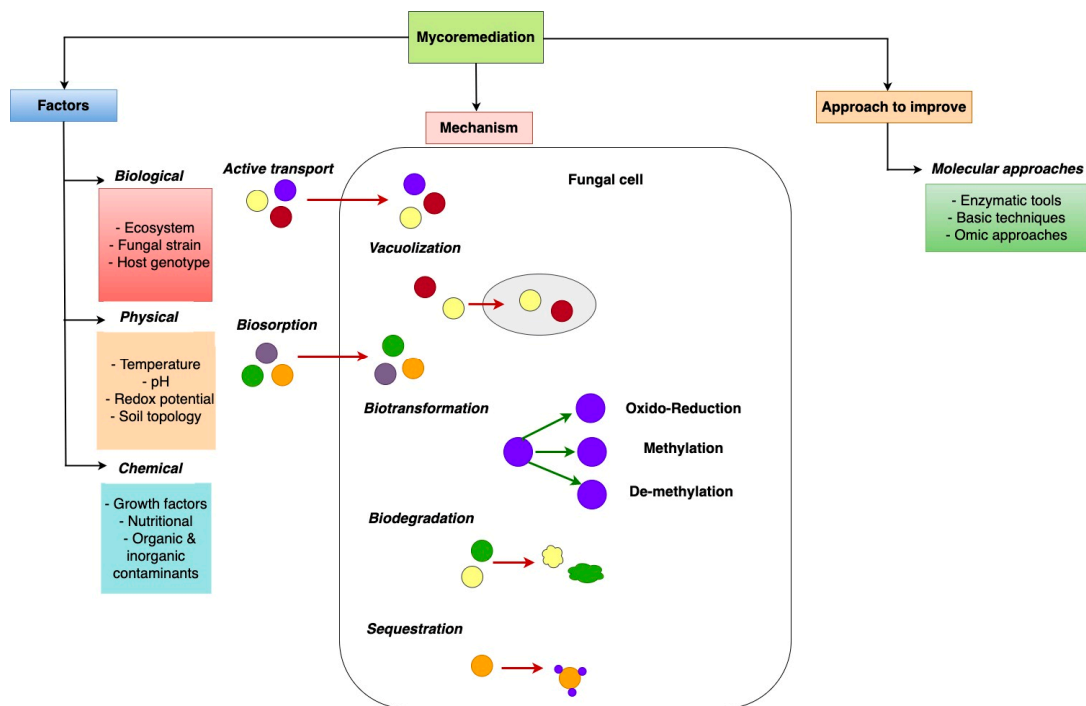 Mycoremediation
Factors
Mechanism
Approach to improve
Biological
- Ecosystem
- Fungal strain
- Host genotype
Physical
- Temperature
- pH
- Redox potential
- Soil topology
Chemical
- Growth factors
- Nutritional
- Organic &
inorganic
contaminants
Active transport
Fungal cell
Vacuolization
Biosorption
Biotransformation
Oxido-Reduction
Methylation
De-methylation
Biodegradation
Sequestration
Molecular approaches
- Enzymatic tools
- Basic techniques
- Omic approaches